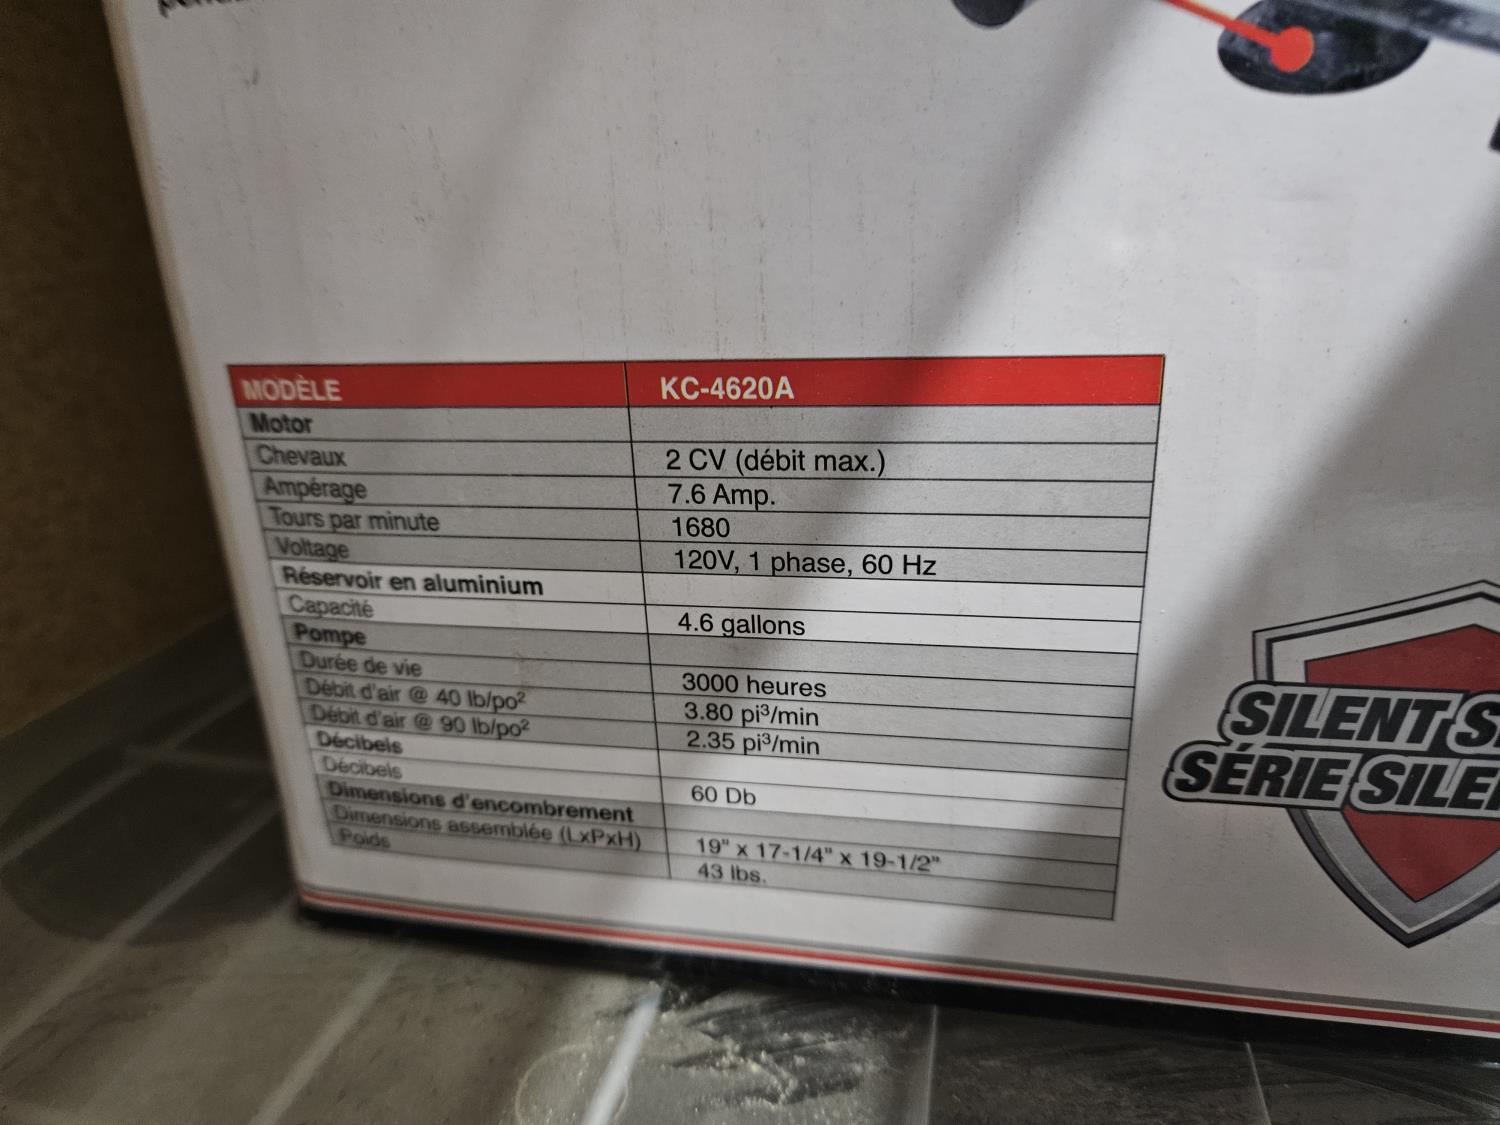 MODÈLE KC-4620A
Motor
Chevaux 2 CV (débit max.)
Ampérage 7.6 Amp.
Tours par minute 1680
Voltage 120V, 1 phase, 60 Hz
Réservoir en aluminium
Capacité 4.6 gallons
Pompe
Durée de vie 3000 heures
Débit d'air @ 40 lb/po² 3.80 pi³/min
Débit d'air @ 90 lb/po² 2.35 pi³/min
Décibels
Décibels 60 Db
Dimensions d'encombrement
Dimensions assemblée (LxPxH) 19" x 17-1/4" x 19-1/2"
Poids 43 lbs.
SILENT
SÉRIE